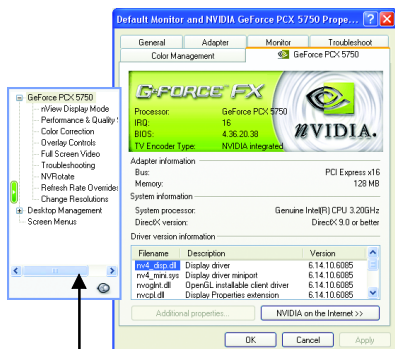 Default Monitor and NVIDIA GeForce PCX 5750 Prope...
General Adapter Monitor Troubleshoot
Color Management GeForce PCX 5750
GeFORCE FX
Processor: GeForce PCX 5750
IRQ: 16
BIOS: 4.36.20.38
TV Encoder Type: NVIDIA integrated
NVIDIA.
Adapter information
Bus: PCI Express x16
Memory: 128 MB
System information
System processor: Genuine Intel(R) CPU 3.20GHz
DirectX version: DirectX 9.0 or better
Driver version information
Filename Description Version
nv4_disp.dll Display driver 6.14.10.6085
nv4_mini.sys Display driver miniport 6.14.10.6085
nvoglnt.dll OpenGL installable client driver 6.14.10.6085
nvcpl.dll Display Properties extension 6.14.10.6085
Additional properties... NVIDIA on the Internet >>
OK Cancel Apply
GeForce PCX 5750
nView Display Mode
Performance & Quality
Color Correction
Overlay Controls
Full Screen Video
Troubleshooting
NVRotate
Refresh Rate Overrides
Change Resolutions
Desktop Management
Screen Menus